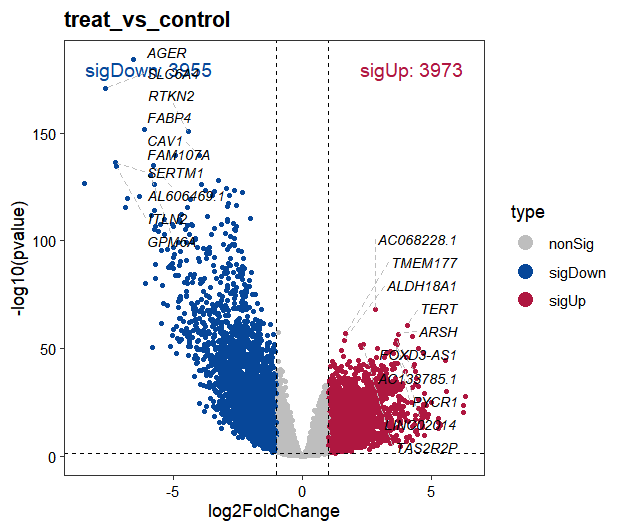 treat_vs_control
sigDown: 3955
sigUp: 3973
AGER
SLC6A4
RTKN2
FABP4
CAV1
FAM107A
SERTM1
AL606469.1
ITLN2
GPM6A
AC068228.1
TMEM177
ALDH18A1
TERT
ARSH
FOXD3-AS1
AC138785.1
PYCR1
LINC02014
TAS2R2P
-log10(pvalue)
150
100
50
0
-5
0
5
log2FoldChange
type
nonSig
sigDown
sigUp